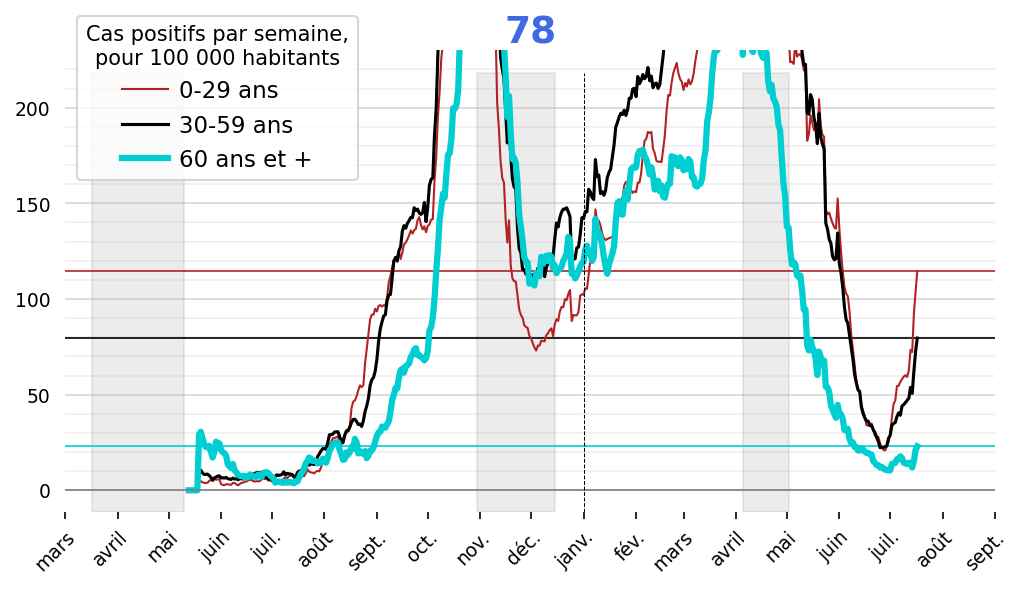 78
Cas positifs par semaine,
pour 100 000 habitants
0-29 ans
30-59 ans
60 ans et +
200
150
100
50
0
mars avril mai juin juil. août sept. oct. nov. déc. janv. fév. mars avril mai juin juil. août sept.